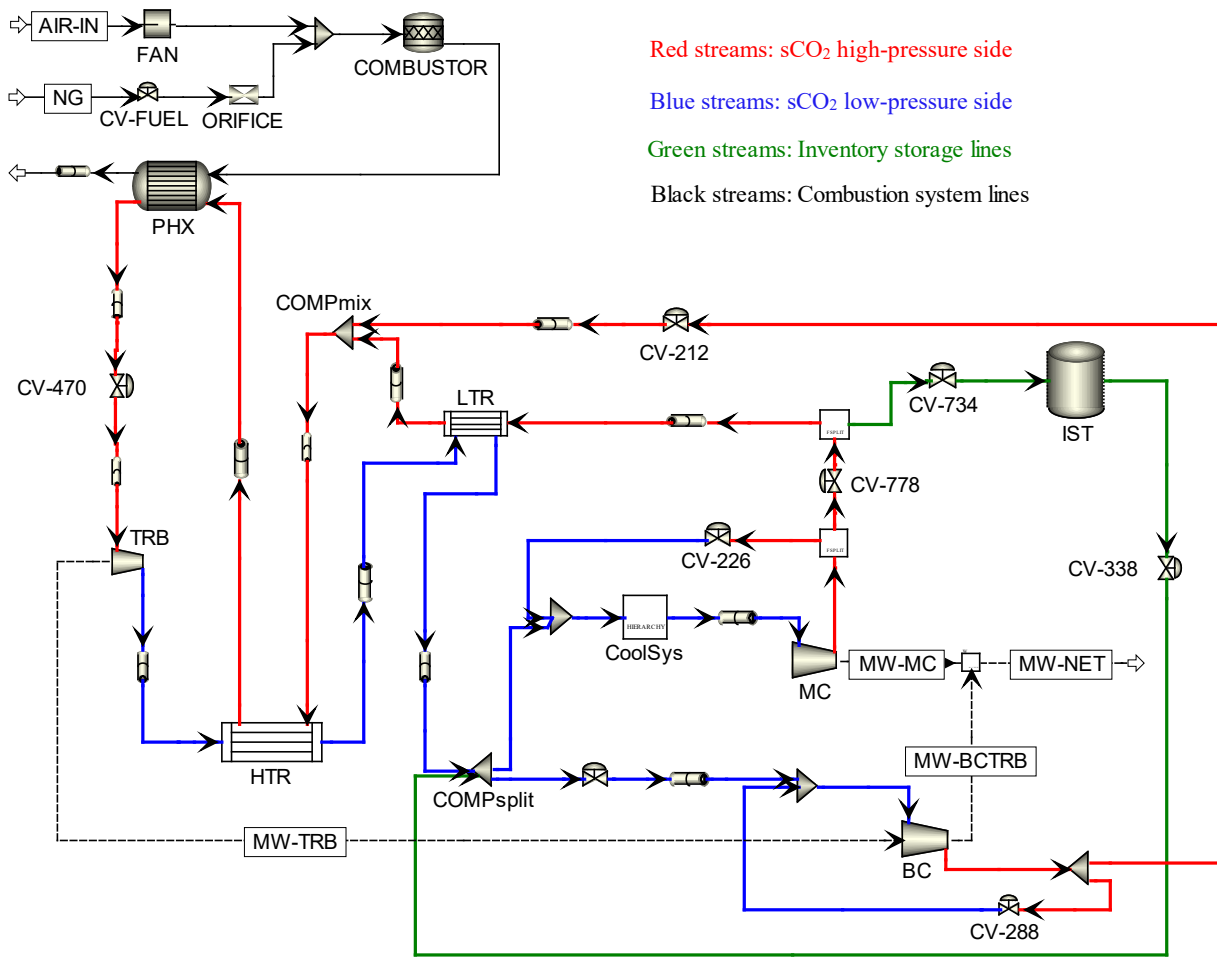 AIR-IN
FAN
COMBUSTOR
NG
CV-FUEL
ORIFICE
Red streams: sCO₂ high-pressure side
Blue streams: sCO₂ low-pressure side
Green streams: Inventory storage lines
Black streams: Combustion system lines
PHX
COMPmix
CV-212
CV-470
LTR
CV-734
IST
FSPLIT
CV-778
TRB
CV-226
FSPLIT
CV-338
HIERARCHY
CoolSys
MC
MW-MC
MW-NET
HTR
COMPsplit
MW-BCTRB
MW-TRB
BC
CV-288